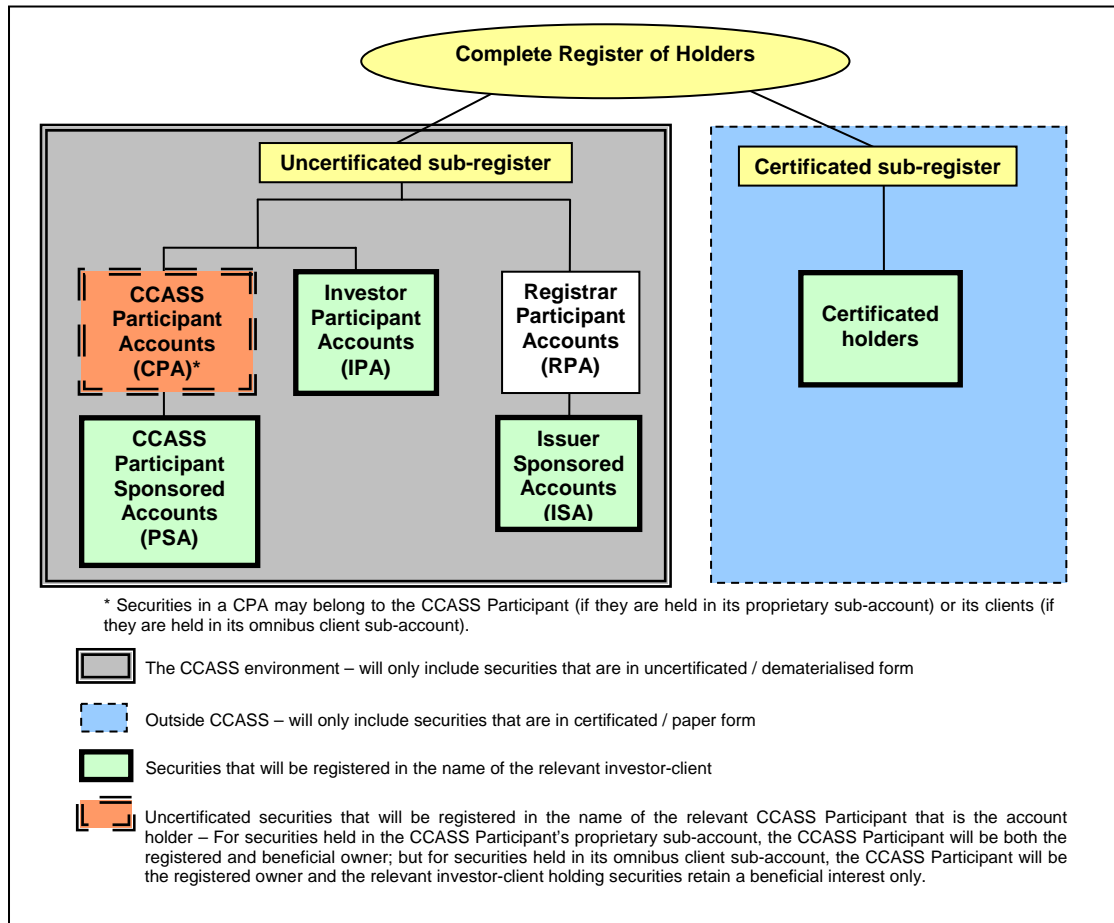 Complete Register of Holders
Uncertificated sub-register
Certificated sub-register
CCASS
Participant
Accounts
(CPA)*
Investor
Participant
Accounts
(IPA)
Registrar
Participant
Accounts
(RPA)
Certificated
holders
CCASS
Participant
Sponsored
Accounts
(PSA)
Issuer
Sponsored
Accounts
(ISA)
* Securities in a CPA may belong to the CCASS Participant (if they are held in its proprietary sub-account) or its clients (if
they are held in its omnibus client sub-account).
The CCASS environment – will only include securities that are in uncertificated / dematerialised form
Outside CCASS – will only include securities that are in certificated / paper form
Securities that will be registered in the name of the relevant investor-client
Uncertificated securities that will be registered in the name of the relevant CCASS Participant that is the account
holder – For securities held in the CCASS Participant's proprietary sub-account, the CCASS Participant will be both the
registered and beneficial owner; but for securities held in its omnibus client sub-account, the CCASS Participant will be
the registered owner and the relevant investor-client holding securities retain a beneficial interest only.